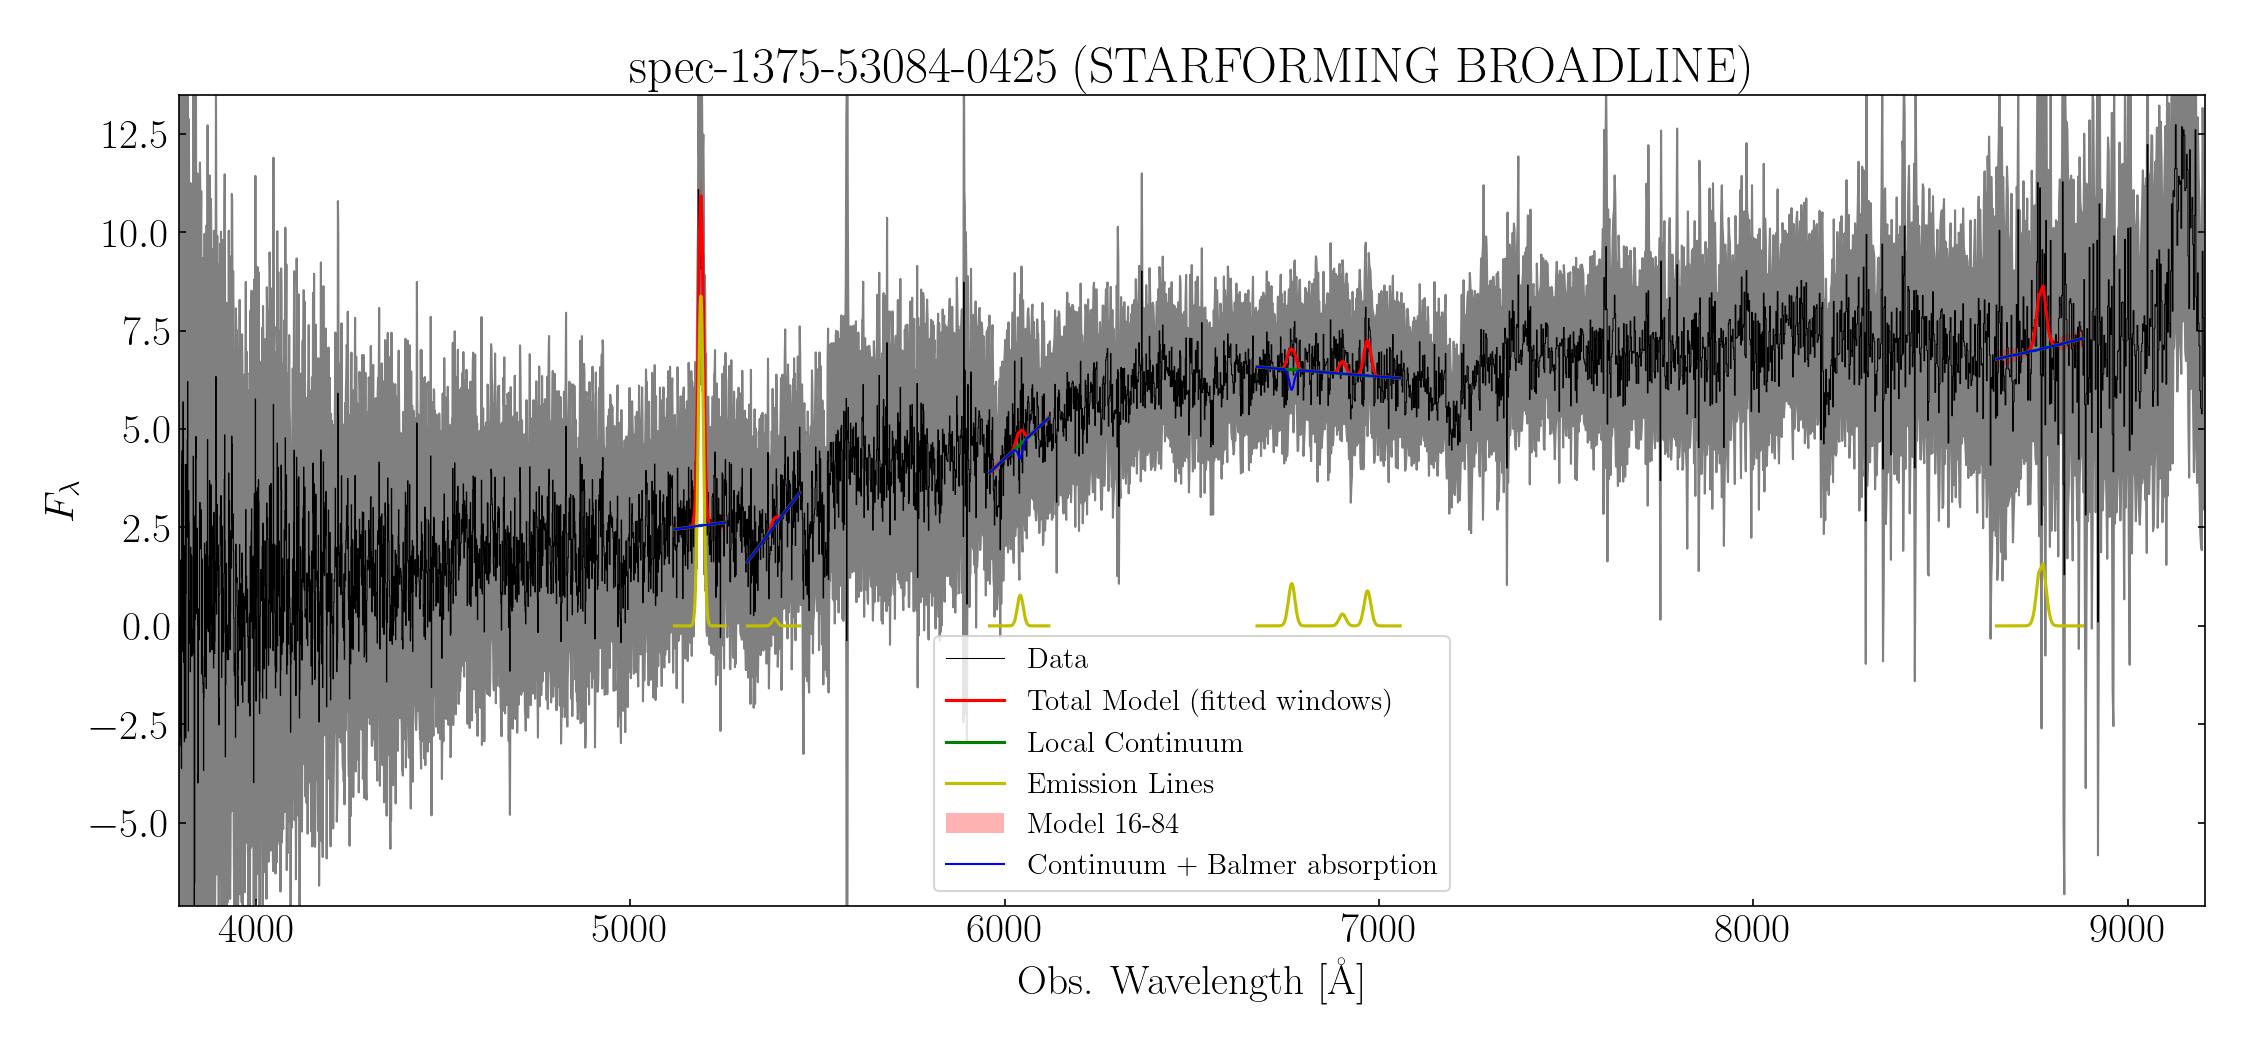 spec-1375-53084-0425 (STARFORMING BROADLINE)
12.5
10.0
7.5
5.0
2.5
0.0
−2.5
−5.0
Fλ
Data
Total Model (fitted windows)
Local Continuum
Emission Lines
Model 16-84
Continuum + Balmer absorption
4000 5000 6000 7000 8000 9000
Obs. Wavelength [Å]